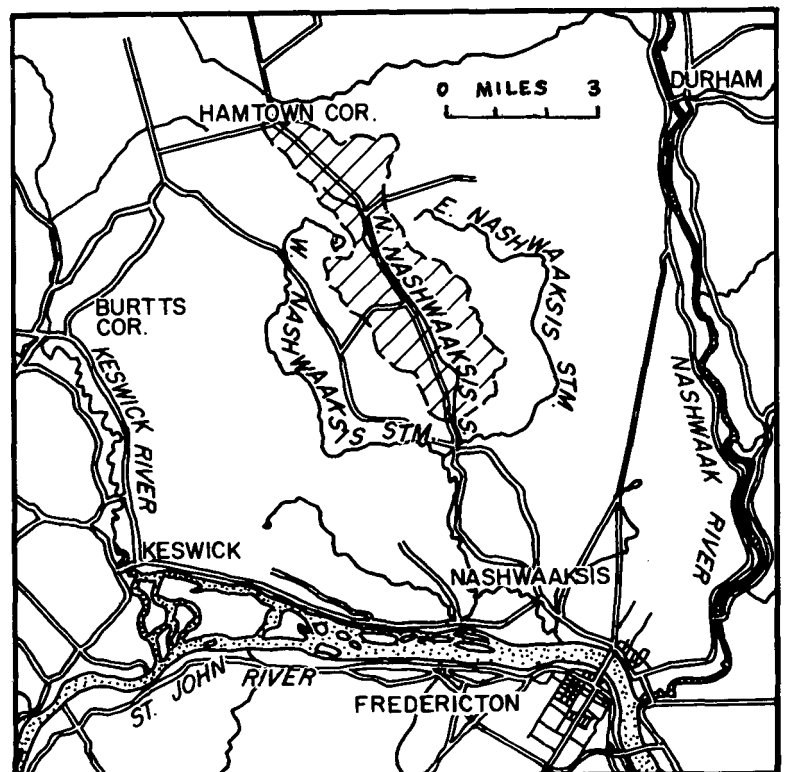 DURHAM
0 MILES 3
HAMTOWN COR.
E. NASHWAAKSIS STM.
N. NASHWAAKSIS S.
W. NASHWAAKSIS STM.
BURTTS
COR.
KESWICK RIVER
NASHWAAK RIVER
KESWICK
NASHWAAKSIS
ST. JOHN RIVER
FREDERICTON